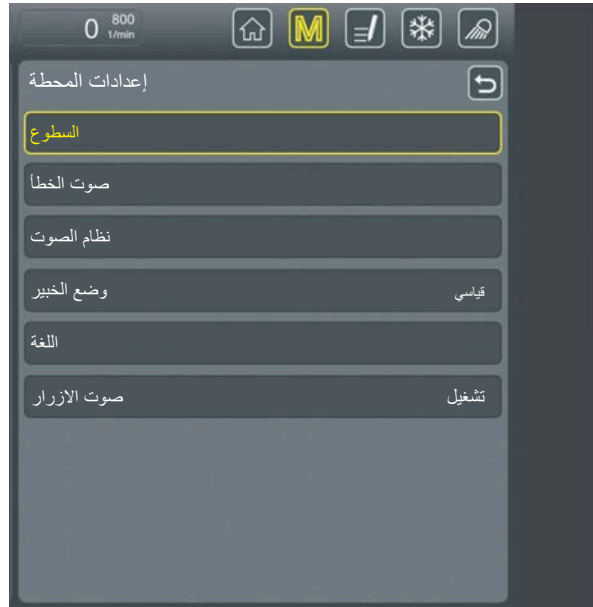 0 800 1/min
M
إعدادات المحطة
السطوع
صوت الخطأ
نظام الصوت
وضع الخبير قياسي
اللغة
صوت الازرار تشغيل